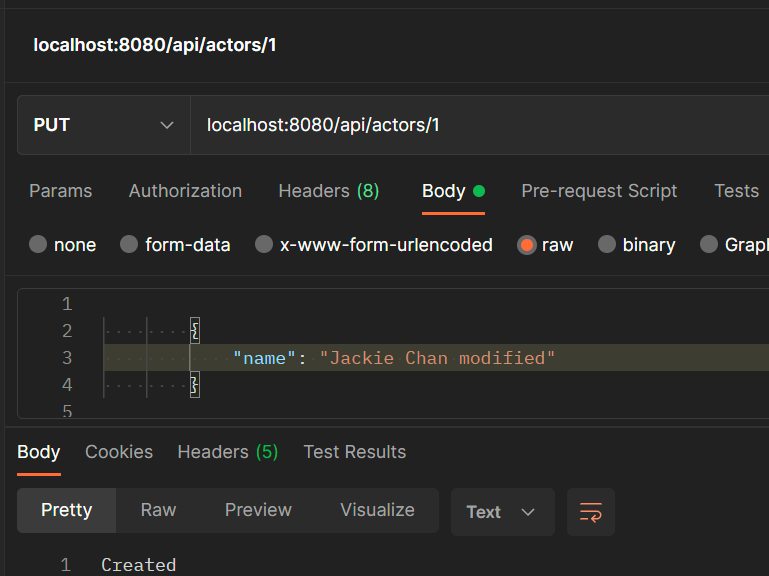 localhost:8080/api/actors/1
PUT localhost:8080/api/actors/1
Params Authorization Headers (8) Body Pre-request Script Tests
none form-data x-www-form-urlencoded raw binary Graph
1
2 {
3 "name": "Jackie Chan modified"
4 }
5
Body Cookies Headers (5) Test Results
Pretty Raw Preview Visualize Text
1 Created